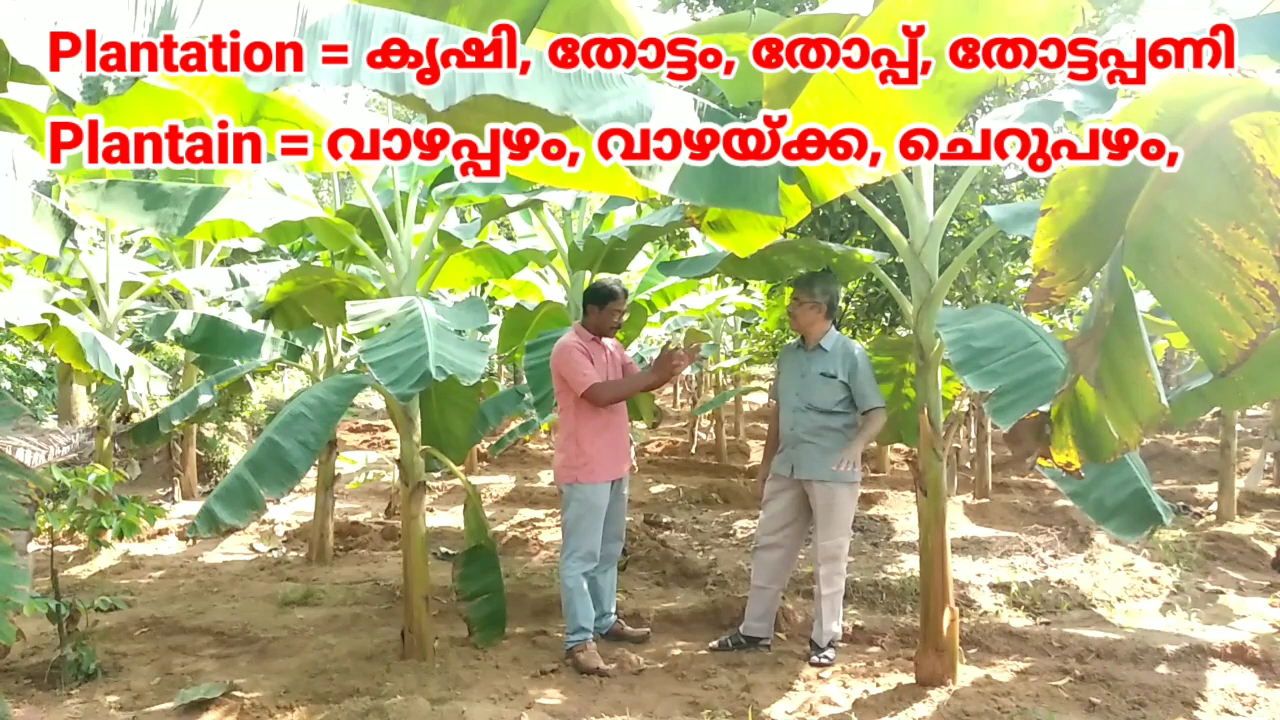 Plantation = കൃഷി, തോട്ടം, തോപ്പ്, തോട്ടപ്പണി
Plantain = വാഴപ്പഴം, വാഴയ്ക്ക, ചെറുപഴം,